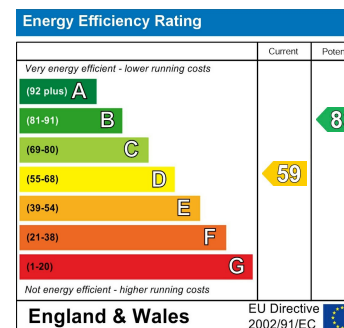 Energy Efficiency Rating
Current
Very energy efficient - lower running costs
(92 plus) A
(81-91) B
(69-80) C
(55-68) D
59
(39-54) E
(21-38) F
(1-20) G
Not energy efficient - higher running costs
England & Wales
EU Directive
2002/91/EC